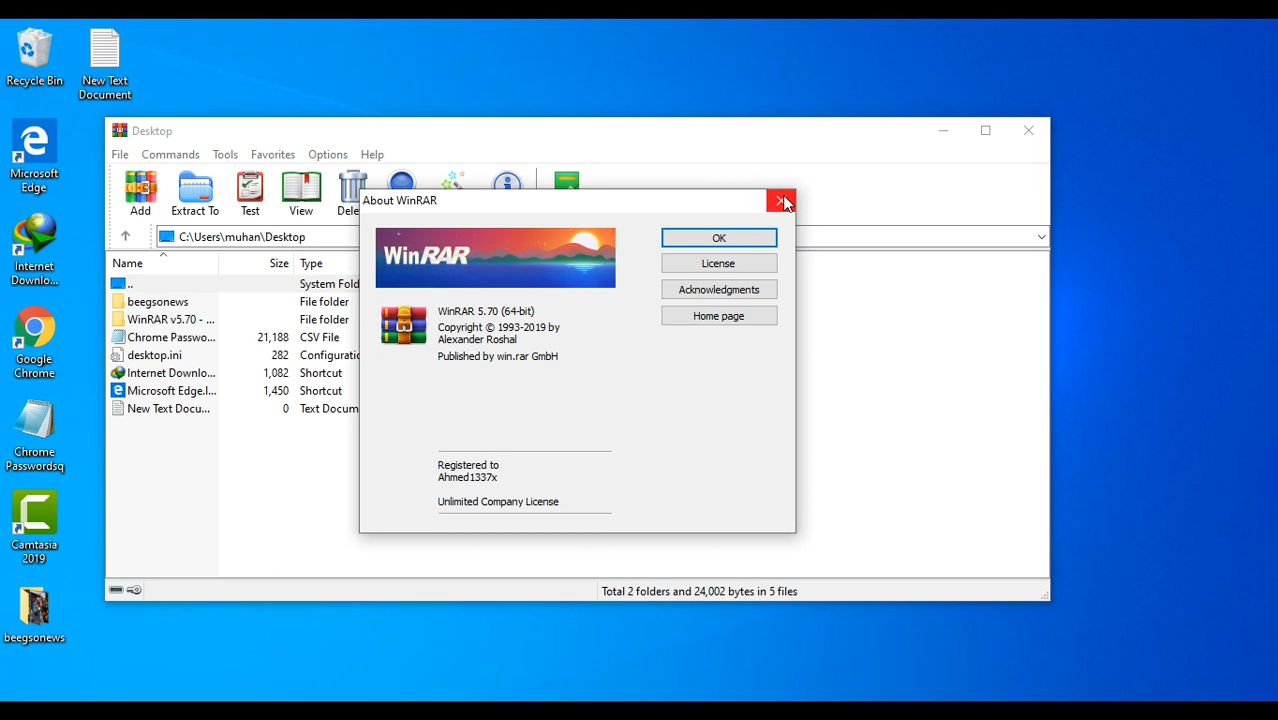 Recycle Bin
New Text
Document
Microsoft
Edge
Internet
Downlo...
Google
Chrome
Chrome
Passwordsq
Camtasia
2019
beegsonews
Desktop
File Commands Tools Favorites Options Help
Add Extract To Test View Dele
C:\Users\muhan\Desktop
Name Size Type
.. System Fold
beegsonews File folder
WinRAR v5.70 - ... File folder
Chrome Passwo... 21,188 CSV File
desktop.ini 282 Configuratio
Internet Downlo... 1,082 Shortcut
Microsoft Edge.l... 1,450 Shortcut
New Text Docu... 0 Text Docum
Total 2 folders and 24,002 bytes in 5 files
About WinRAR
WinRAR
WinRAR 5.70 (64-bit)
Copyright © 1993-2019 by
Alexander Roshal
Published by win.rar GmbH
Registered to
Ahmed1337x
Unlimited Company License
OK
License
Acknowledgments
Home page